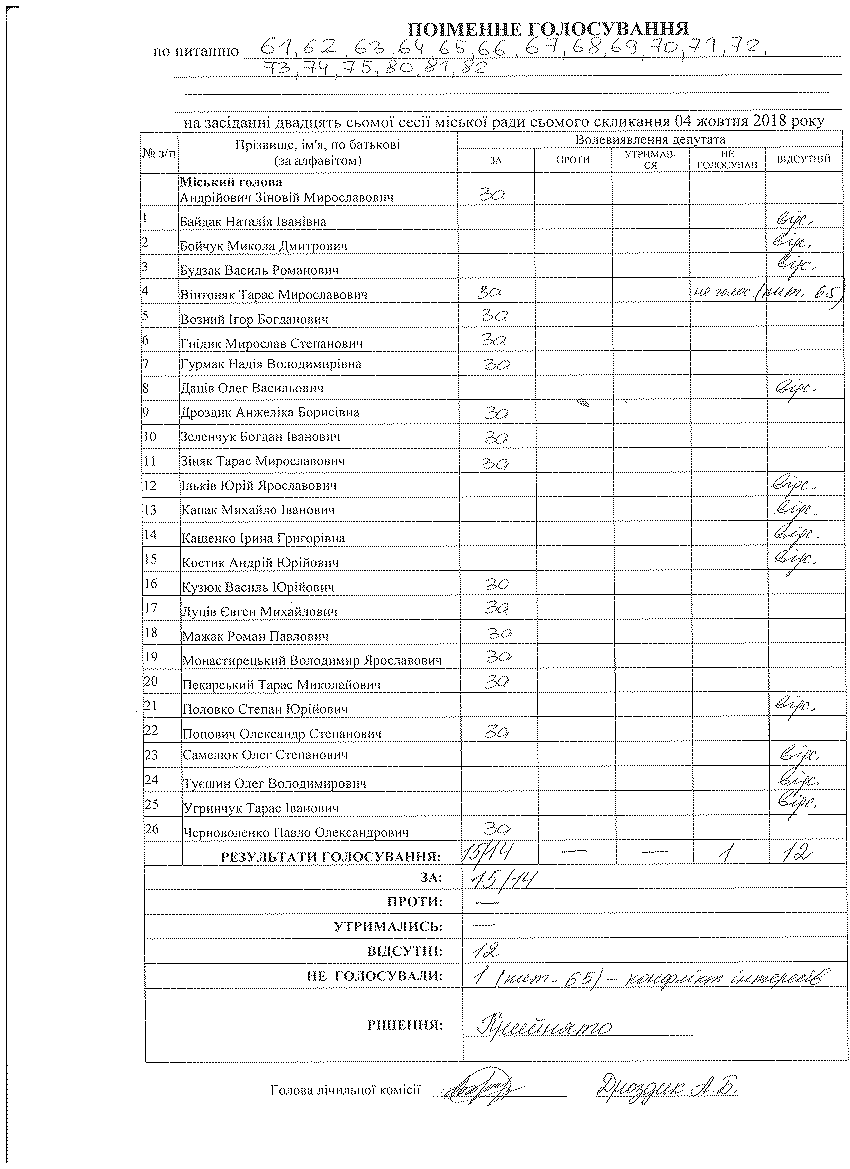 ПОІМЕННЕ ГОЛОСУВАННЯ
по питанню 61, 62, 63, 64, 65, 66, 67, 68, 69, 70, 71, 72,
73, 74, 75, 80, 81, 82
на засіданні двадцять сьомої сесії міської ради сьомого скликання 04 жовтня 2018 року
№ з/п Прізвище, ім'я, по батькові (за алфавітом) Волевиявлення депутата
ЗА ПРОТИ УТРИМАВ-СЯ НЕ ГОЛОСУВАВ ВІДСУТНІЙ
Міський голова
Андрійович Зіновій Мирославович За
1 Байдак Наталія Іванівна Відс.
2 Бойчук Микола Дмитрович Відс.
3 Будзак Василь Романович Відс.
4 Вінтоняк Тарас Мирославович За не голос (пит. 65)
5 Возний Ігор Богданович За
6 Гнідик Мирослав Степанович За
7 Гурмак Надія Володимирівна За
8 Даців Олег Васильович Відс.
9 Дроздик Анжеліка Борисівна За
10 Зеленчук Богдан Іванович За
11 Зіняк Тарас Мирославович За
12 Ільків Юрій Ярославович Відс.
13 Капак Михайло Іванович Відс.
14 Кащенко Ірина Григорівна Відс.
15 Костик Андрій Юрійович Відс.
16 Кузюк Василь Юрійович За
17 Луців Євген Михайлович За
18 Мажак Роман Павлович За
19 Монастирецький Володимир Ярославович За
20 Пекарський Тарас Миколайович За
21 Половко Степан Юрійович Відс.
22 Попович Олександр Степанович За
23 Самелюк Олег Степанович Відс.
24 Туєшин Олег Володимирович Відс.
25 Угринчук Тарас Іванович Відс.
26 Черноволенко Павло Олександрович За
РЕЗУЛЬТАТИ ГОЛОСУВАННЯ: 15/14 — — 1 12
ЗА: 15/14
ПРОТИ: —
УТРИМАЛИСЬ: —
ВІДСУТНІ: 12
НЕ ГОЛОСУВАЛИ: 1 (пит - 65) - конфлікт інтересів
РІШЕННЯ: Прийнято
Голова лічильної комісії Дроздик А.Б.